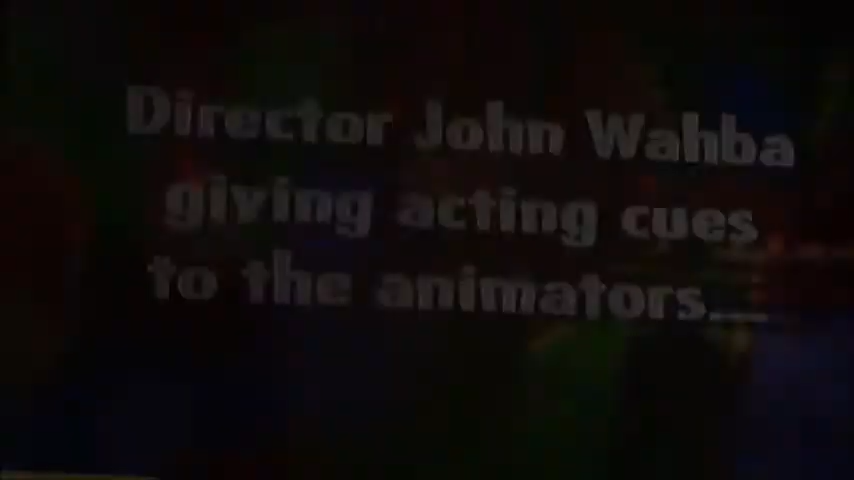 Director John Wahba
giving acting cues
to the animators...